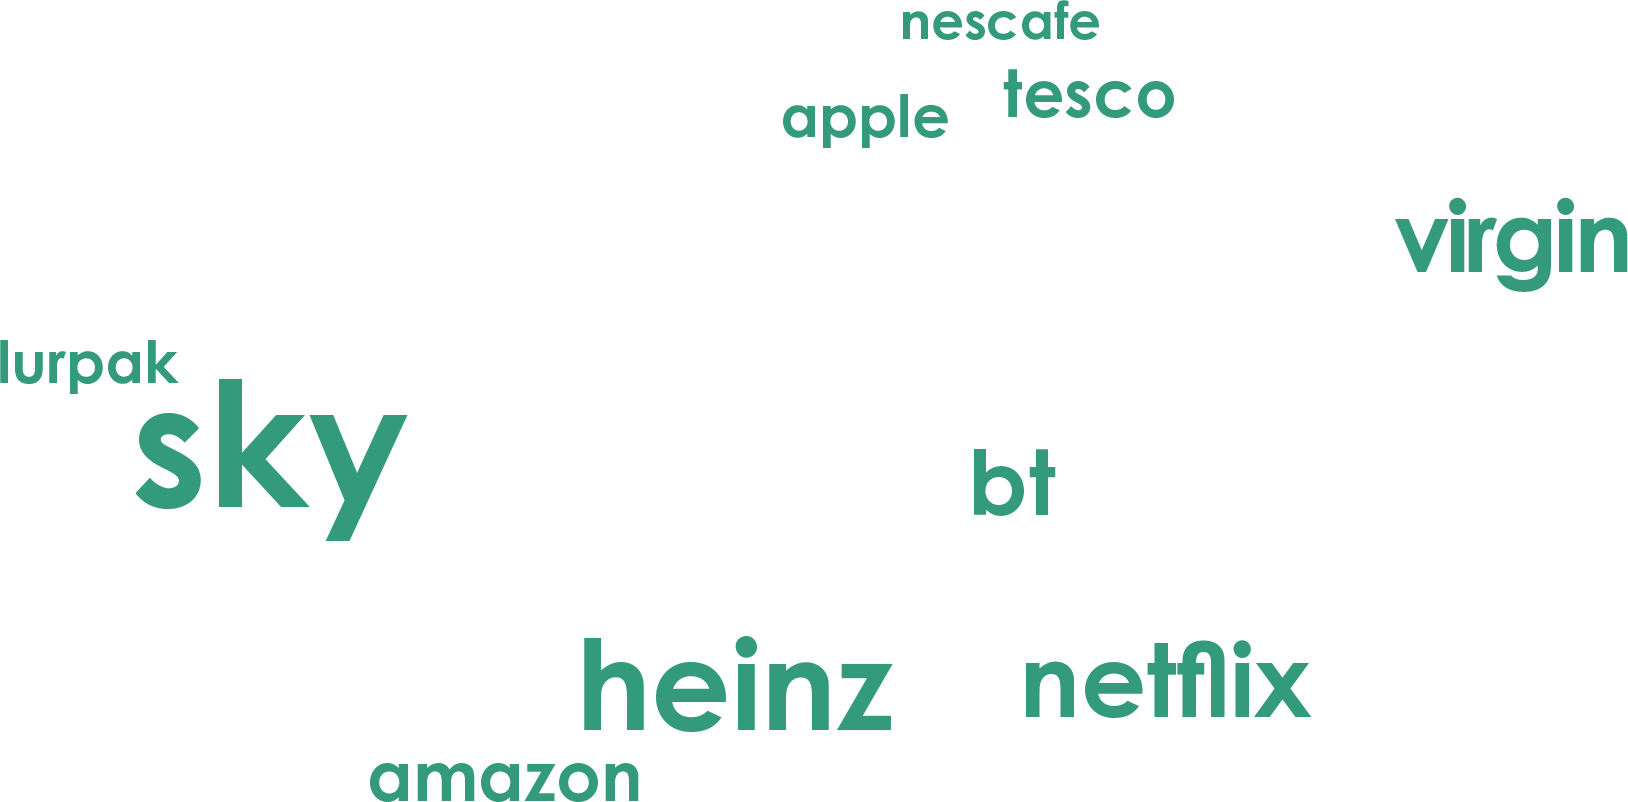 nescafe
apple
tesco
virgin
lurpak
sky
bt
heinz
netflix
amazon